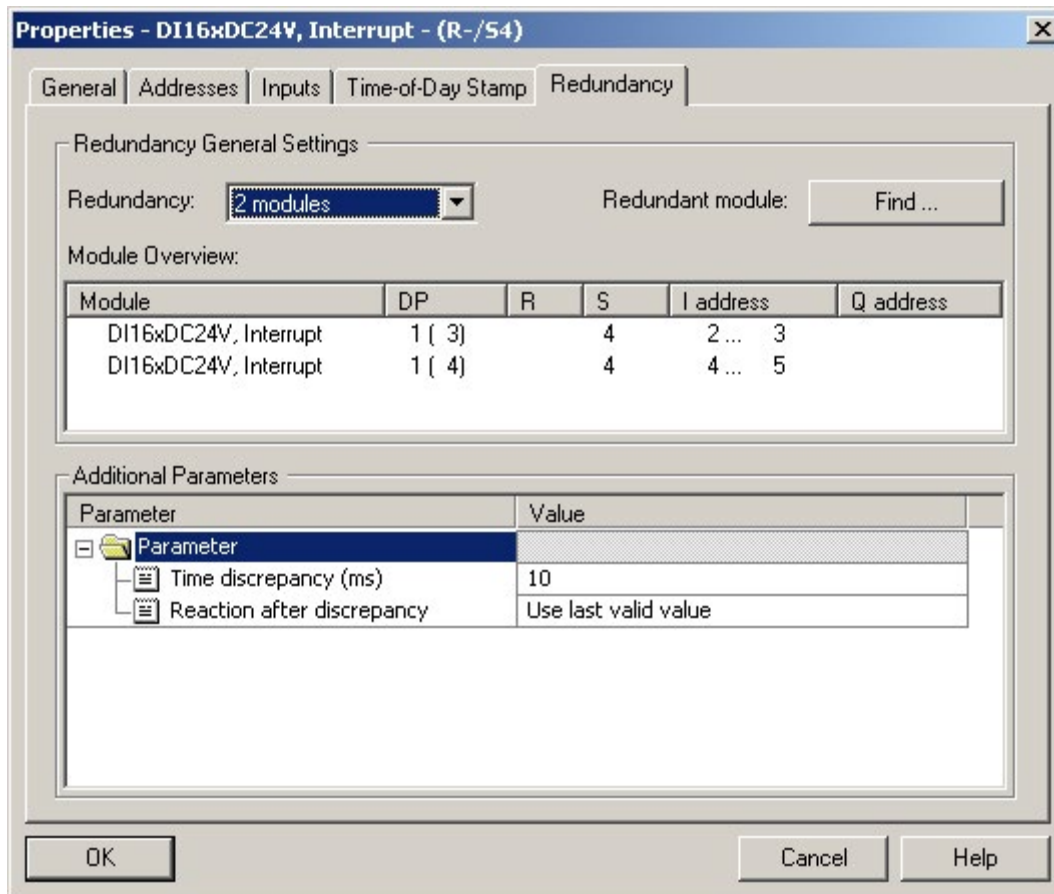 Properties - DI16xDC24V, Interrupt - (R-/S4)
General Addresses Inputs Time-of-Day Stamp Redundancy
Redundancy General Settings
Redundancy: 2 modules Redundant module: Find ...
Module Overview:
Module DP R S I address Q address
DI16xDC24V, Interrupt 1 ( 3) 4 2 ... 3
DI16xDC24V, Interrupt 1 ( 4) 4 4 ... 5
Additional Parameters
Parameter Value
Parameter
Time discrepancy (ms) 10
Reaction after discrepancy Use last valid value
OK Cancel Help